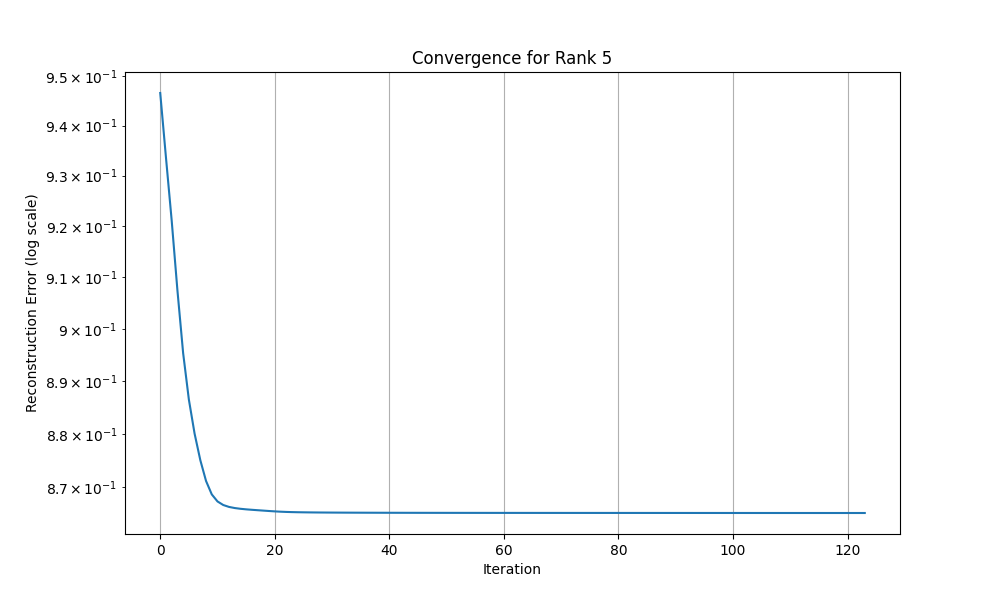 Convergence for Rank 5
Reconstruction Error (log scale)
9.5 × 10⁻¹
9.4 × 10⁻¹
9.3 × 10⁻¹
9.2 × 10⁻¹
9.1 × 10⁻¹
9 × 10⁻¹
8.9 × 10⁻¹
8.8 × 10⁻¹
8.7 × 10⁻¹
0 20 40 60 80 100 120
Iteration